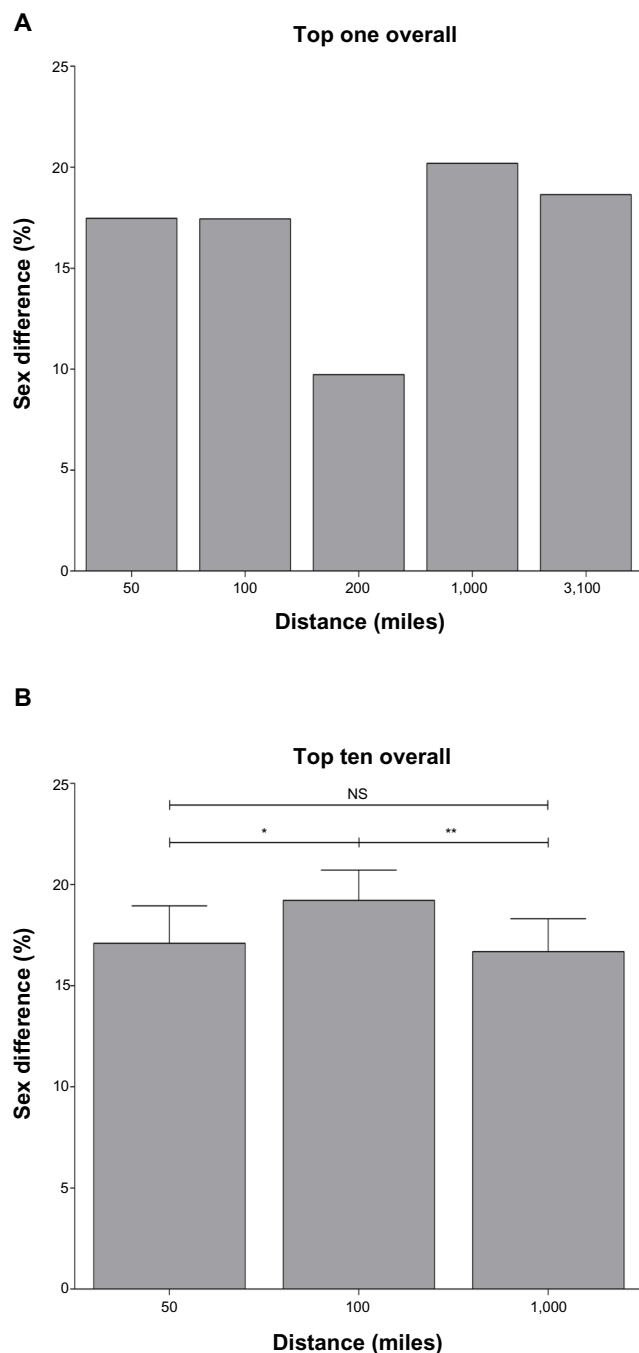 A
Top one overall
25
20
15
10
5
0
Sex difference (%)
50 100 200 1,000 3,100
Distance (miles)
B
Top ten overall
25
20
15
10
5
0
Sex difference (%)
NS
* **
50 100 1,000
Distance (miles)